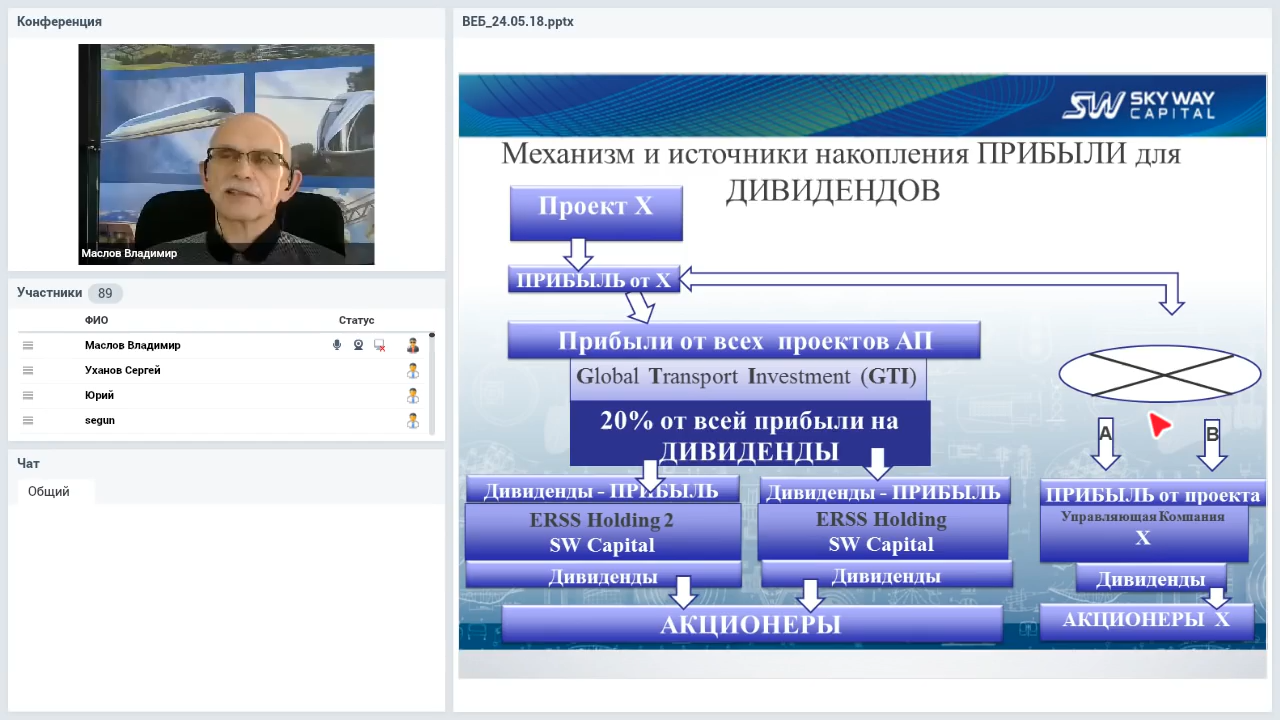 Конференция
Маслов Владимир
Участники 89
ФИО Статус
Маслов Владимир
Уханов Сергей
Юрий
segun
Чат
Общий
ВЕБ_24.05.18.pptx
SW SKY WAY
CAPITAL
Механизм и источники накопления ПРИБЫЛИ для
ДИВИДЕНДОВ
Проект X
ПРИБЫЛЬ от X
Прибыли от всех проектов АП
Global Transport Investment (GTI)
20% от всей прибыли на
ДИВИДЕНДЫ
Дивиденды - ПРИБЫЛЬ
ERSS Holding 2
SW Capital
Дивиденды
Дивиденды - ПРИБЫЛЬ
ERSS Holding
SW Capital
Дивиденды
АКЦИОНЕРЫ
A B
ПРИБЫЛЬ от проекта
Управляющая Компания
X
Дивиденды
АКЦИОНЕРЫ X